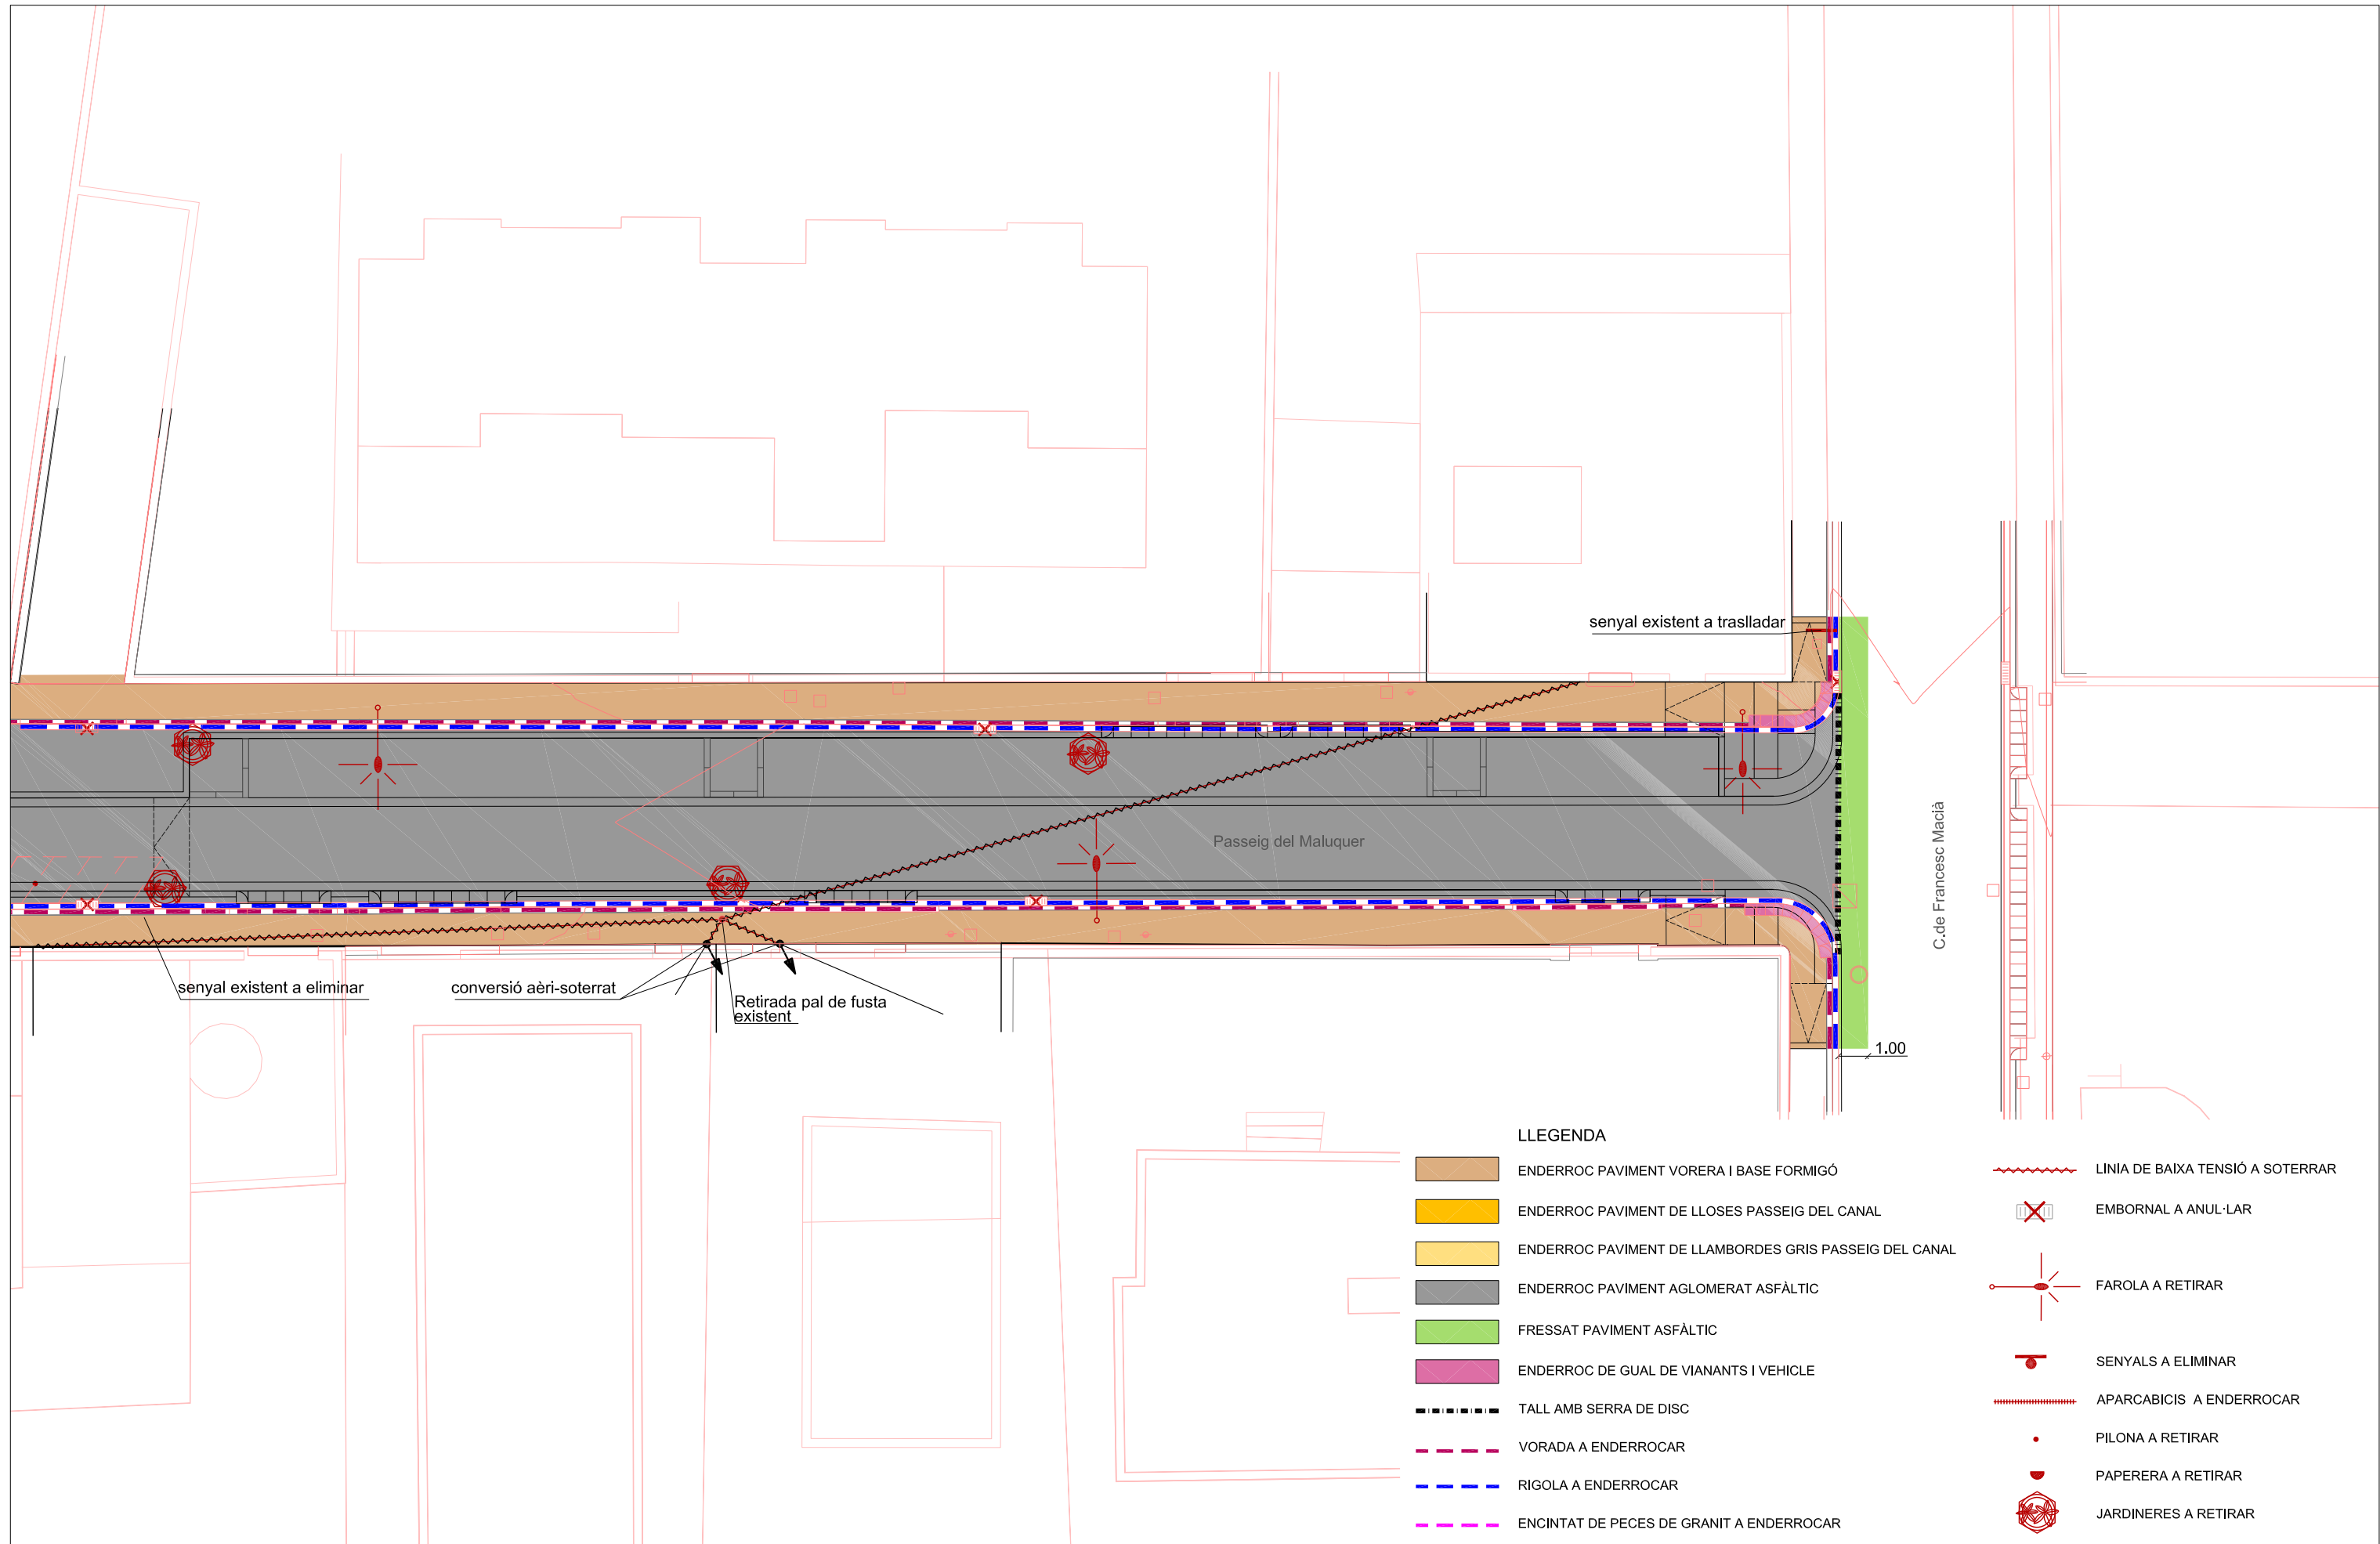 senyal existent a traslladar
Passeig del Maluquer
C.de Francesc Macià
senyal existent a eliminar
conversió aèri-soterrat
Retirada pal de fusta
existent
1.00
LLEGENDA
ENDERROC PAVIMENT VORERA I BASE FORMIGÓ
ENDERROC PAVIMENT DE LLOSES PASSEIG DEL CANAL
ENDERROC PAVIMENT DE LLAMBORDES GRIS PASSEIG DEL CANAL
ENDERROC PAVIMENT AGLOMERAT ASFÀLTIC
FRESSAT PAVIMENT ASFÀLTIC
ENDERROC DE GUAL DE VIANANTS I VEHICLE
TALL AMB SERRA DE DISC
VORADA A ENDERROCAR
RIGOLA A ENDERROCAR
ENCINTAT DE PECES DE GRANIT A ENDERROCAR
LINIA DE BAIXA TENSIÓ A SOTERRAR
EMBORNAL A ANUL·LAR
FAROLA A RETIRAR
SENYALS A ELIMINAR
APARCABICIS A ENDERROCAR
PILONA A RETIRAR
PAPERERA A RETIRAR
JARDINERES A RETIRAR